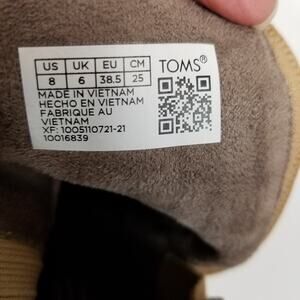 US UK EU CM TOMS®
8 6 38.5 25
MADE IN VIETNAM
HECHO EN VIETNAM
FABRIQUE AU
VIETNAM
XF: 1005110721-21
10016839